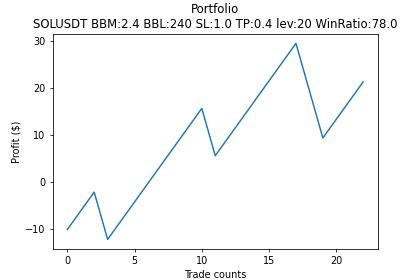 Portfolio
SOLUSDT BBM:2.4 BBL:240 SL:1.0 TP:0.4 lev:20 WinRatio:78.0
30
20
10
0
−10
Profit ($)
0 5 10 15 20
Trade counts